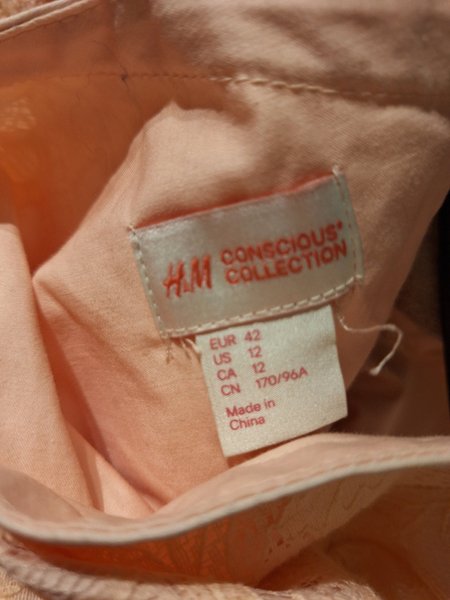 H&M CONSCIOUS*
COLLECTION
EUR 42
US 12
CA 12
CN 170/96A
Made in
China